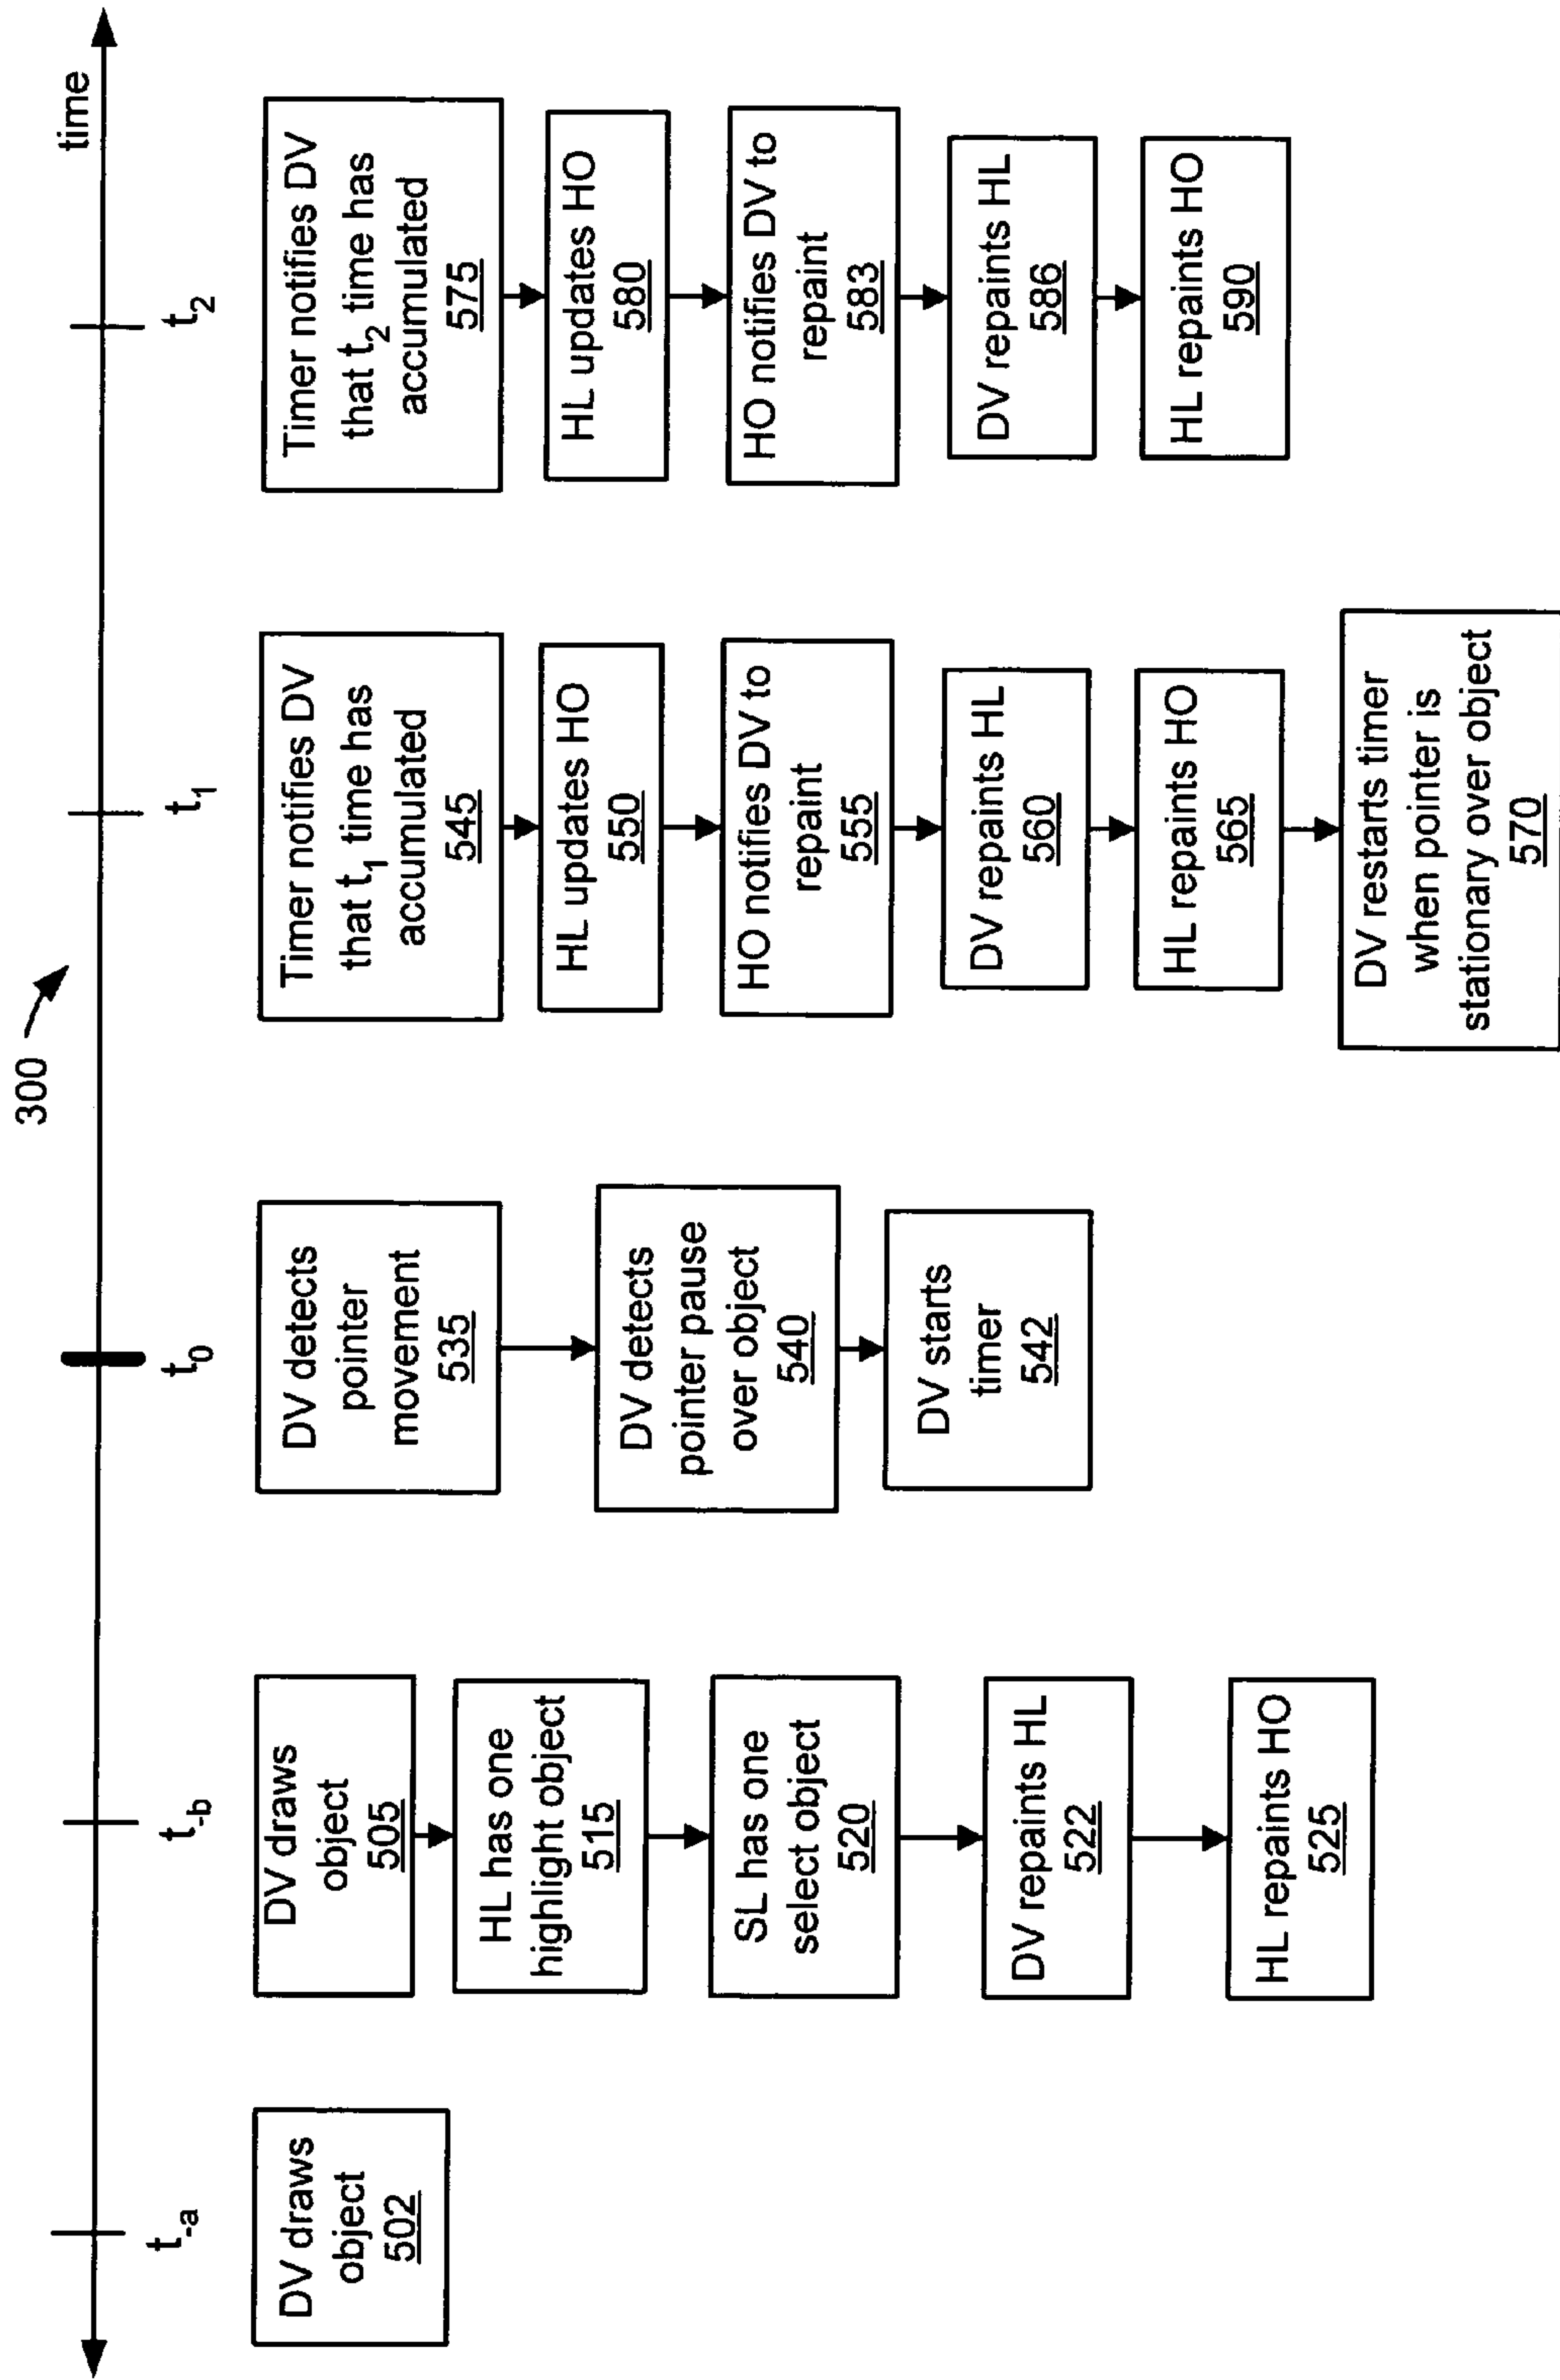 300
time
t-a
t-b
t0
t1
t2
DV draws
object
502
DV draws
object
505
HL has one
highlight object
515
SL has one
select object
520
DV repaints HL
522
HL repaints HO
525
DV detects
pointer
movement
535
DV detects
pointer pause
over object
540
DV starts
timer
542
Timer notifies DV
that t1 time has
accumulated
545
HL updates HO
550
HO notifies DV to
repaint
555
DV repaints HL
560
HL repaints HO
565
DV restarts timer
when pointer is
stationary over object
570
Timer notifies DV
that t2 time has
accumulated
575
HL updates HO
580
HO notifies DV to
repaint
583
DV repaints HL
586
HL repaints HO
590